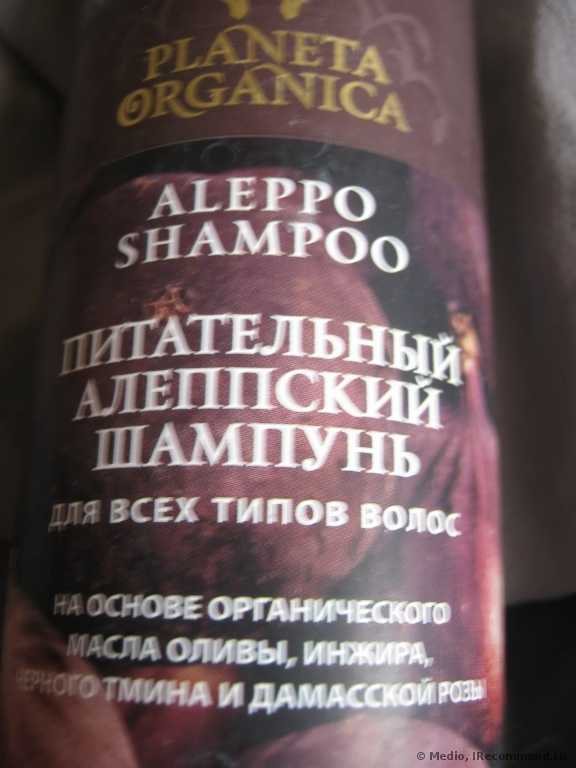 PLANETA
ORGANICA
ALEPPO
SHAMPOO
ПИТАТЕЛЬНЫЙ
АЛЕППСКИЙ
ШАМПУНЬ
ДЛЯ ВСЕХ ТИПОВ ВОЛОС
НА ОСНОВЕ ОРГАНИЧЕСКОГО
МАСЛА ОЛИВЫ, ИНЖИРА,
ЧЕРНОГО ТМИНА И ДАМАССКОЙ РОЗЫ
© Medio, IRecommend.ru